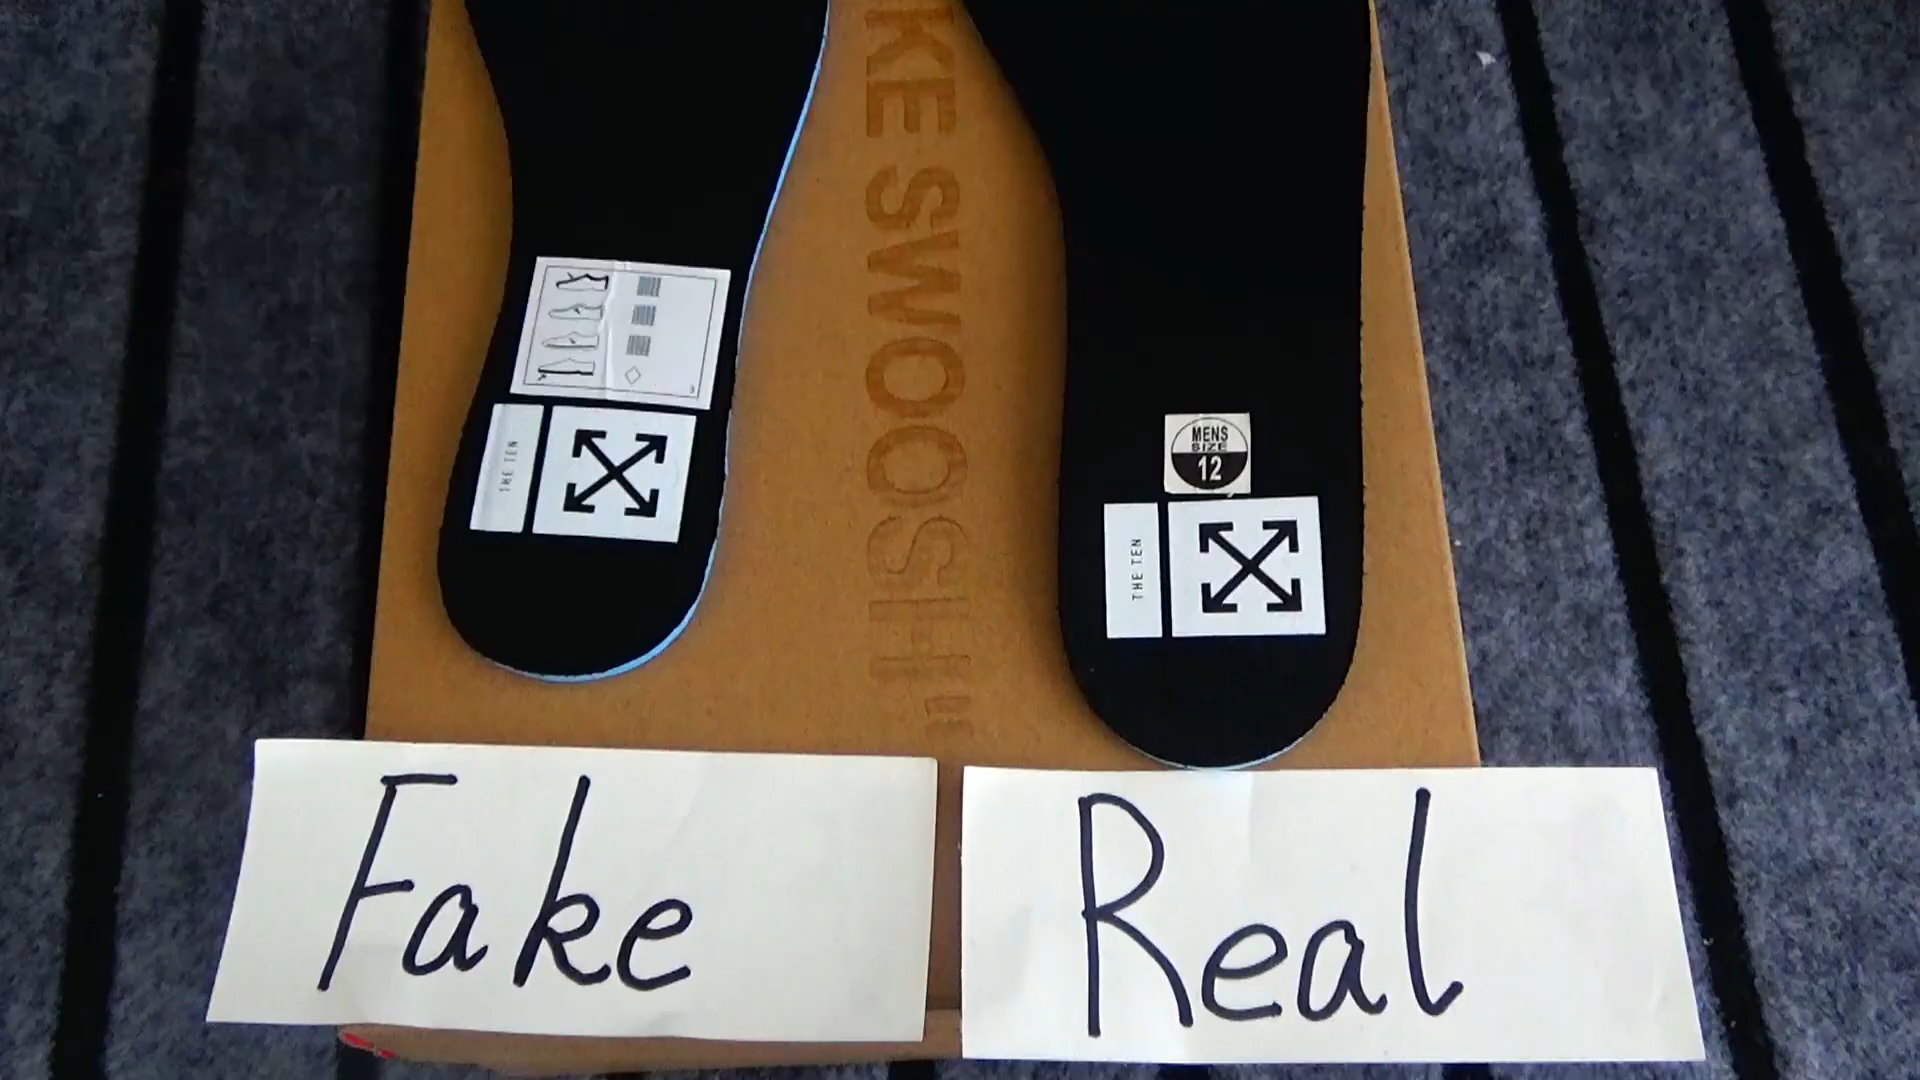 KE SWOOSH
THE TEN
MENS
SIZE
12
THE TEN
Fake
Real